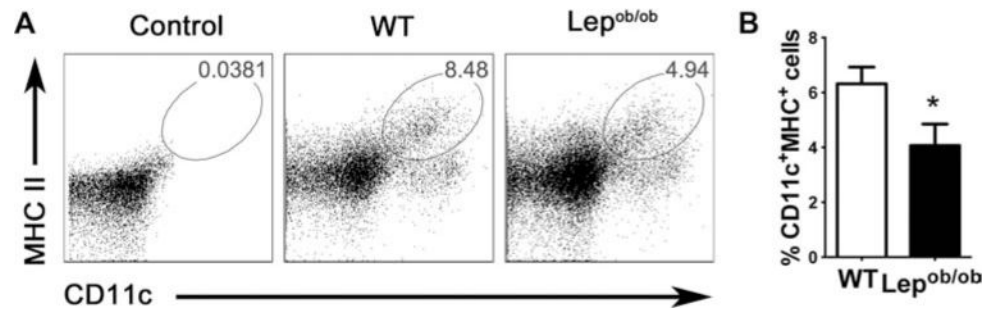 A
Control
WT
Lep^ob/ob
0.0381
8.48
4.94
MHC II
CD11c
B
% CD11c⁺MHC⁺ cells
8
6
4
2
0
*
WT
Lep^ob/ob